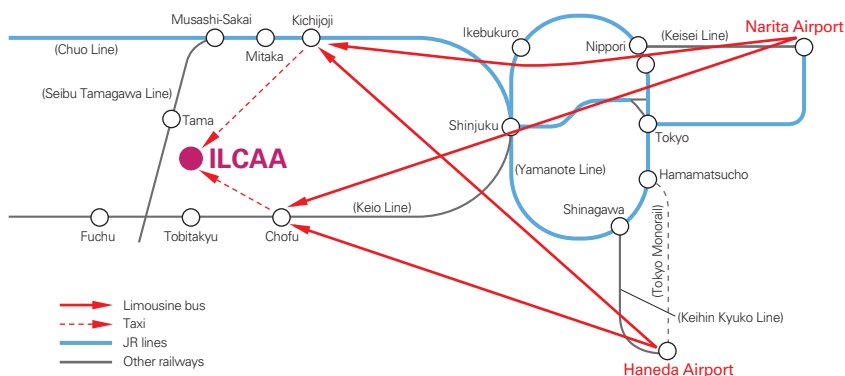 Musashi-Sakai
Kichijoji
Ikebukuro
Nippori
(Keisei Line)
Narita Airport
(Chuo Line)
Mitaka
(Seibu Tamagawa Line)
Tama
Shinjuku
Tokyo
ILCAA
(Yamanote Line)
Hamamatsucho
(Keio Line)
Shinagawa
Fuchu
Tobitakyu
Chofu
(Tokyo Monorail)
Limousine bus
(Keihin Kyuko Line)
Taxi
JR lines
Other railways
Haneda Airport